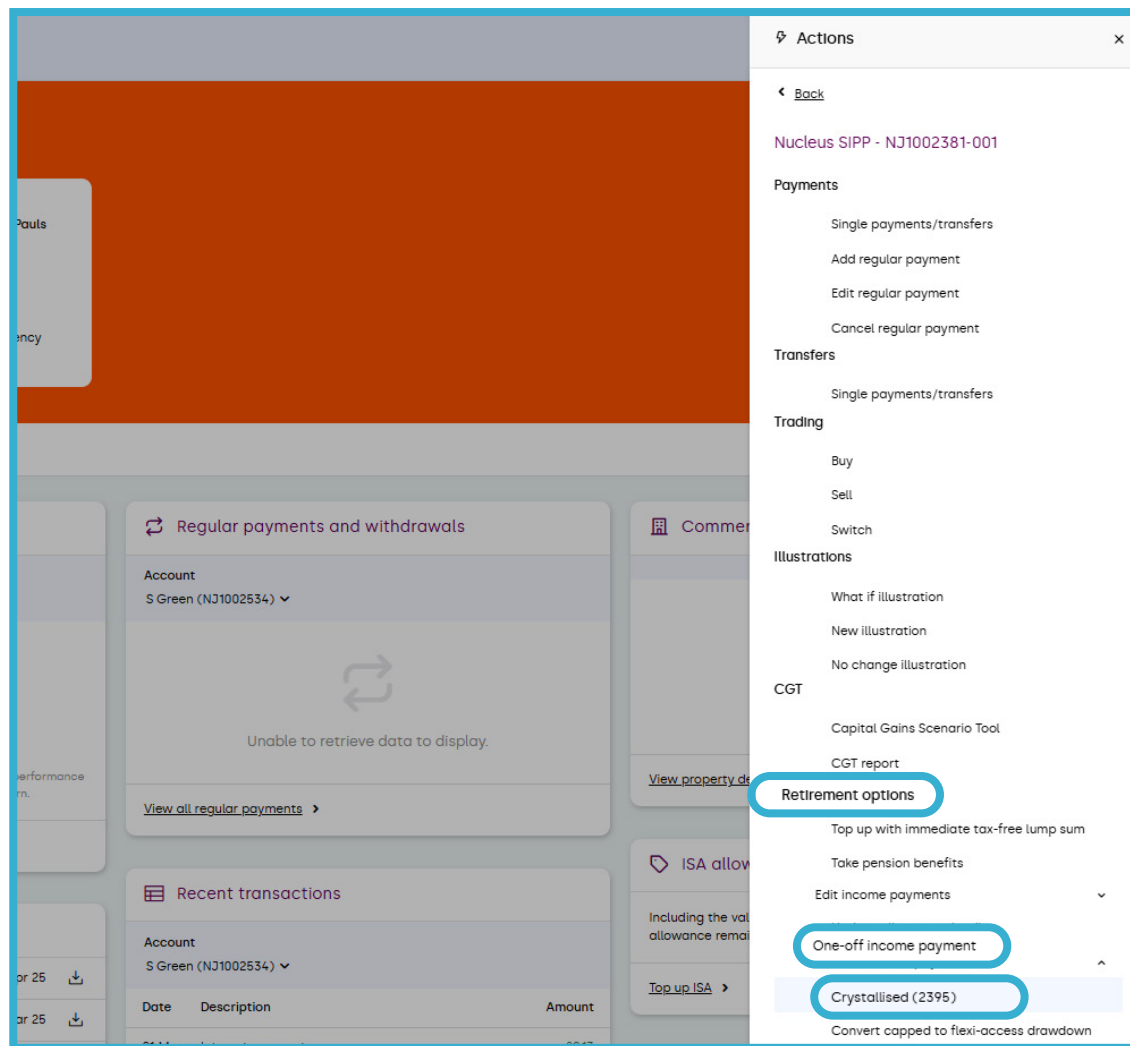 Actions
Back
Nucleus SIPP - NJ1002381-001
Payments
Single payments/transfers
Add regular payment
Edit regular payment
Cancel regular payment
Transfers
Single payments/transfers
Trading
Buy
Sell
Switch
Illustrations
What if illustration
New illustration
No change illustration
CGT
Capital Gains Scenario Tool
CGT report
Retirement options
Top up with immediate tax-free lump sum
Take pension benefits
Edit income payments
One-off income payment
Crystallised (2395)
Convert capped to flexi-access drawdown
Pauls
ency
erformance
rn.
or 25
ar 25
Regular payments and withdrawals
Account
S Green (NJ1002534)
Unable to retrieve data to display.
View all regular payments
Recent transactions
Account
S Green (NJ1002534)
Date Description Amount
Commer
View property de
ISA allow
Including the val
allowance remai
Top up ISA